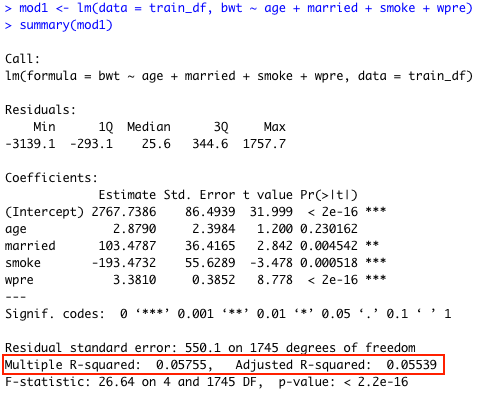 > mod1 <- lm(data = train_df, bwt ~ age + married + smoke + wpre)
> summary(mod1)
Call:
lm(formula = bwt ~ age + married + smoke + wpre, data = train_df)
Residuals:
    Min      1Q  Median      3Q     Max
-3139.1  -293.1    25.6   344.6  1757.7
Coefficients:
             Estimate Std. Error t value Pr(>|t|)
(Intercept) 2767.7386    86.4939  31.999  < 2e-16 ***
age            2.8790     2.3984   1.200 0.230162
married      103.4787    36.4165   2.842 0.004542 **
smoke       -193.4732    55.6289  -3.478 0.000518 ***
wpre           3.3810     0.3852   8.778  < 2e-16 ***
---
Signif. codes:  0 ‘***’ 0.001 ‘**’ 0.01 ‘*’ 0.05 ‘.’ 0.1 ‘ ’ 1
Residual standard error: 550.1 on 1745 degrees of freedom
Multiple R-squared:  0.05755,	Adjusted R-squared:  0.05539
F-statistic: 26.64 on 4 and 1745 DF,  p-value: < 2.2e-16